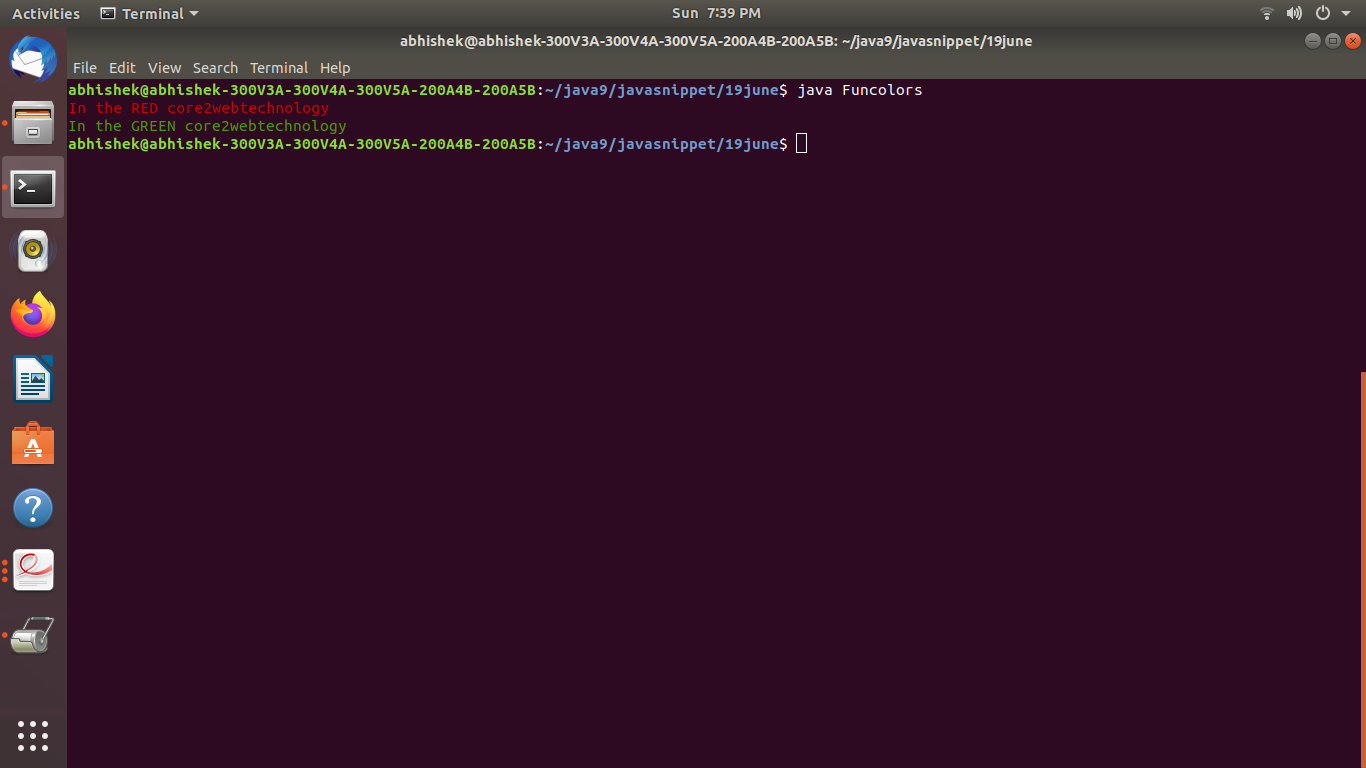 Activities Terminal Sun 7:39 PM
abhishek@abhishek-300V3A-300V4A-300V5A-200A4B-200A5B: ~/java9/javasnippet/19june
File Edit View Search Terminal Help
abhishek@abhishek-300V3A-300V4A-300V5A-200A4B-200A5B:~/java9/javasnippet/19june$ java Funcolors
In the RED core2webtechnology
In the GREEN core2webtechnology
abhishek@abhishek-300V3A-300V4A-300V5A-200A4B-200A5B:~/java9/javasnippet/19june$